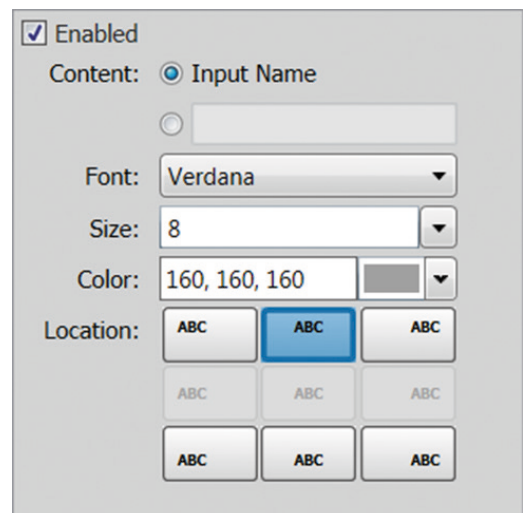 Enabled
Content: Input Name
Font: Verdana
Size: 8
Color: 160, 160, 160
Location: ABC ABC ABC
ABC ABC ABC
ABC ABC ABC